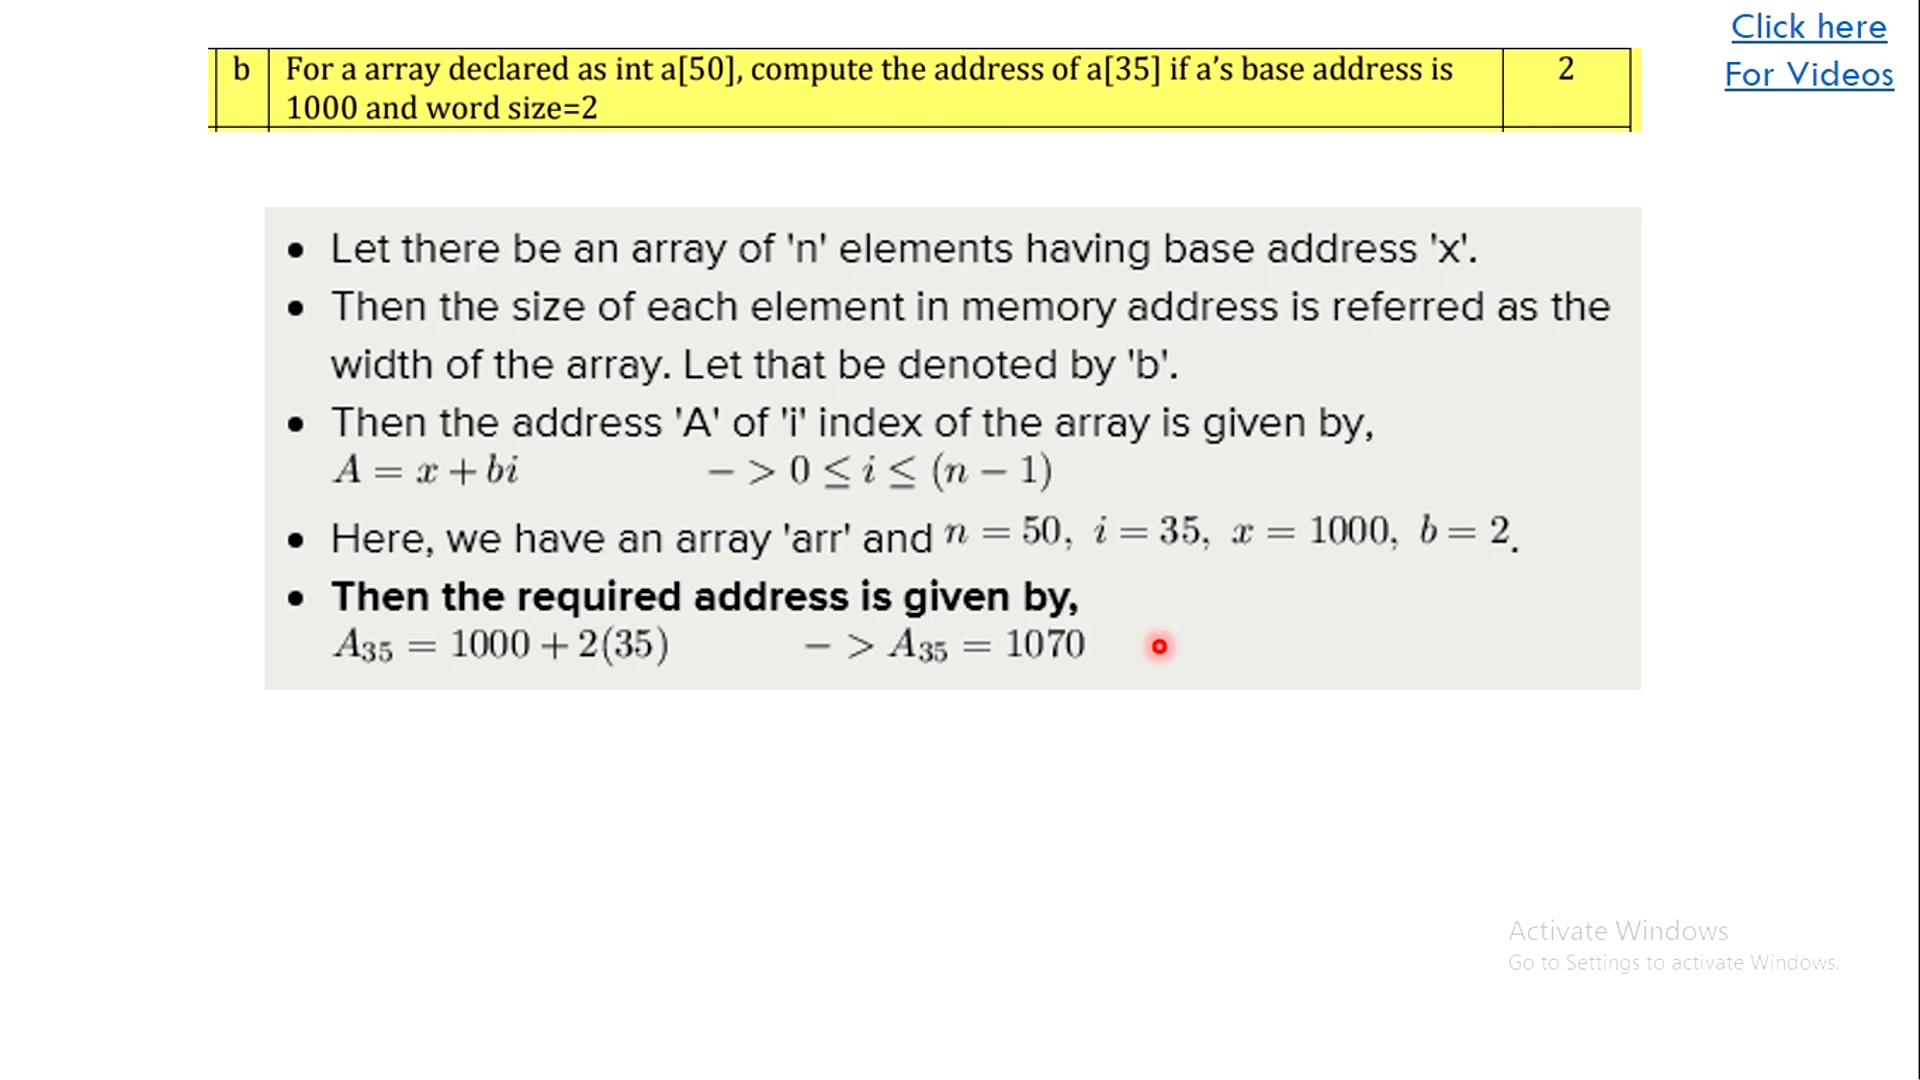 Click here
For Videos
b For a array declared as int a[50], compute the address of a[35] if a’s base address is 2
1000 and word size=2
• Let there be an array of 'n' elements having base address 'x'.
• Then the size of each element in memory address is referred as the
width of the array. Let that be denoted by 'b'.
• Then the address 'A' of 'i' index of the array is given by,
A = x + bi − > 0 ≤ i ≤ (n − 1)
• Here, we have an array 'arr' and n = 50, i = 35, x = 1000, b = 2.
• Then the required address is given by,
A₃₅ = 1000 + 2(35) − > A₃₅ = 1070
Activate Windows
Go to Settings to activate Windows.